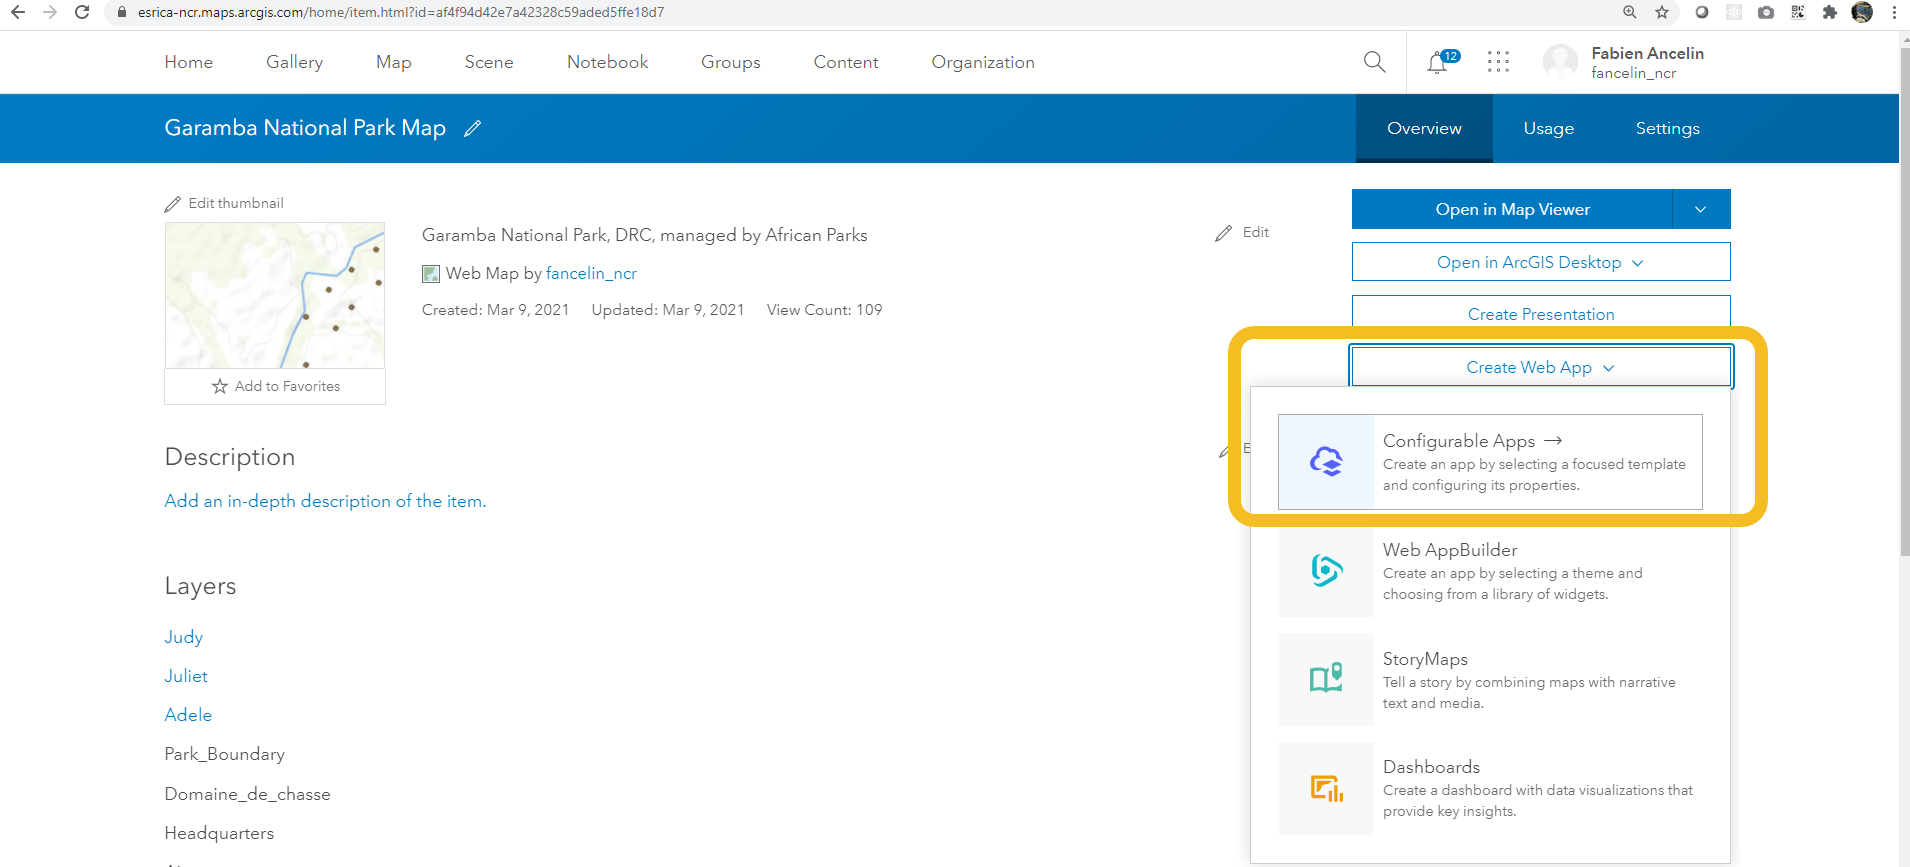 esrica-ncr.maps.arcgis.com/home/item.html?id=af4f94d42e7a42328c59aded5ffe18d7
Home Gallery Map Scene Notebook Groups Content Organization
12
Fabien Ancelin
fancelin_ncr
Garamba National Park Map
Overview Usage Settings
Edit thumbnail
Add to Favorites
Garamba National Park, DRC, managed by African Parks
Edit
Web Map by fancelin_ncr
Created: Mar 9, 2021 Updated: Mar 9, 2021 View Count: 109
Open in Map Viewer
Open in ArcGIS Desktop
Create Presentation
Create Web App
Configurable Apps →
Create an app by selecting a focused template
and configuring its properties.
Web AppBuilder
Create an app by selecting a theme and
choosing from a library of widgets.
StoryMaps
Tell a story by combining maps with narrative
text and media.
Dashboards
Create a dashboard with data visualizations that
provide key insights.
Description
Add an in-depth description of the item.
Layers
Judy
Juliet
Adele
Park_Boundary
Domaine_de_chasse
Headquarters